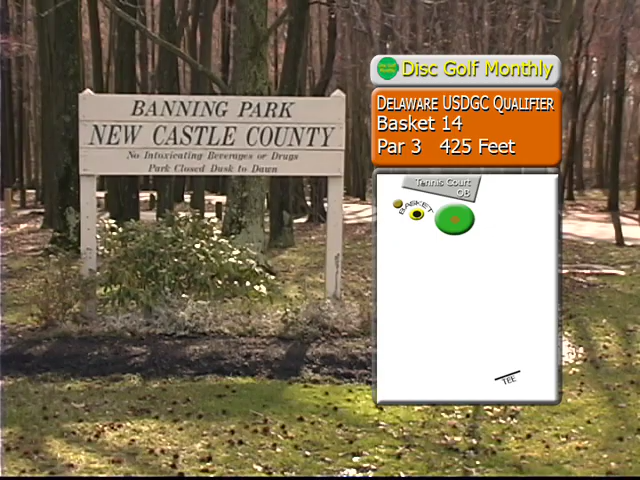 BANNING PARK
NEW CASTLE COUNTY
No Intoxicating Beverages or Drugs
Park Closed Dusk to Dawn
Disc Golf Monthly
DELAWARE USDGC QUALIFIER
Basket 14
Par 3 425 Feet
Tennis Court
OB
BASKET
TEE